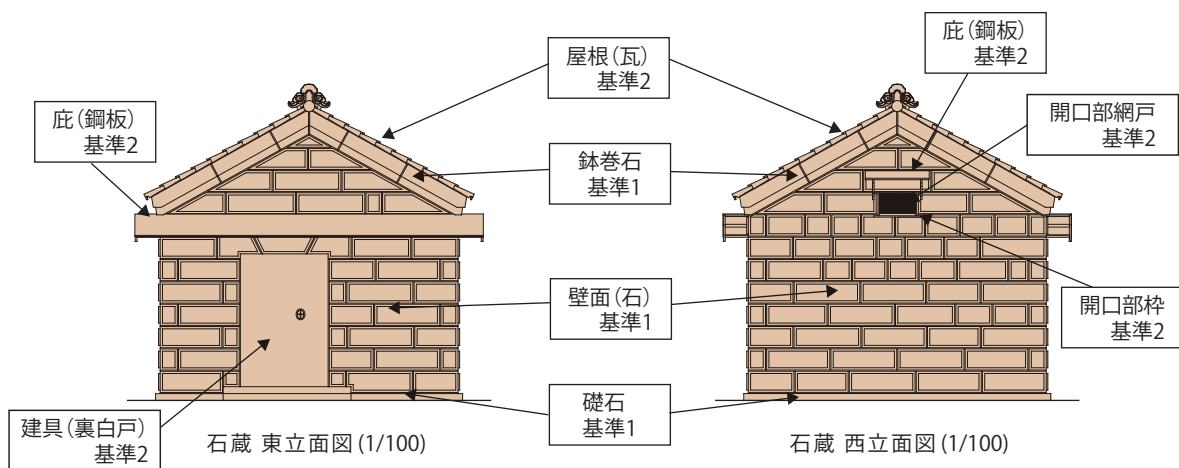 庇（鋼板）
基準2
屋根（瓦）
基準2
庇（鋼板）
基準2
開口部網戸
基準2
鉢巻石
基準1
壁面（石）
基準1
開口部枠
基準2
礎石
基準1
建具（裏白戸）
基準2
石蔵 東立面図 (1/100)
石蔵 西立面図 (1/100)